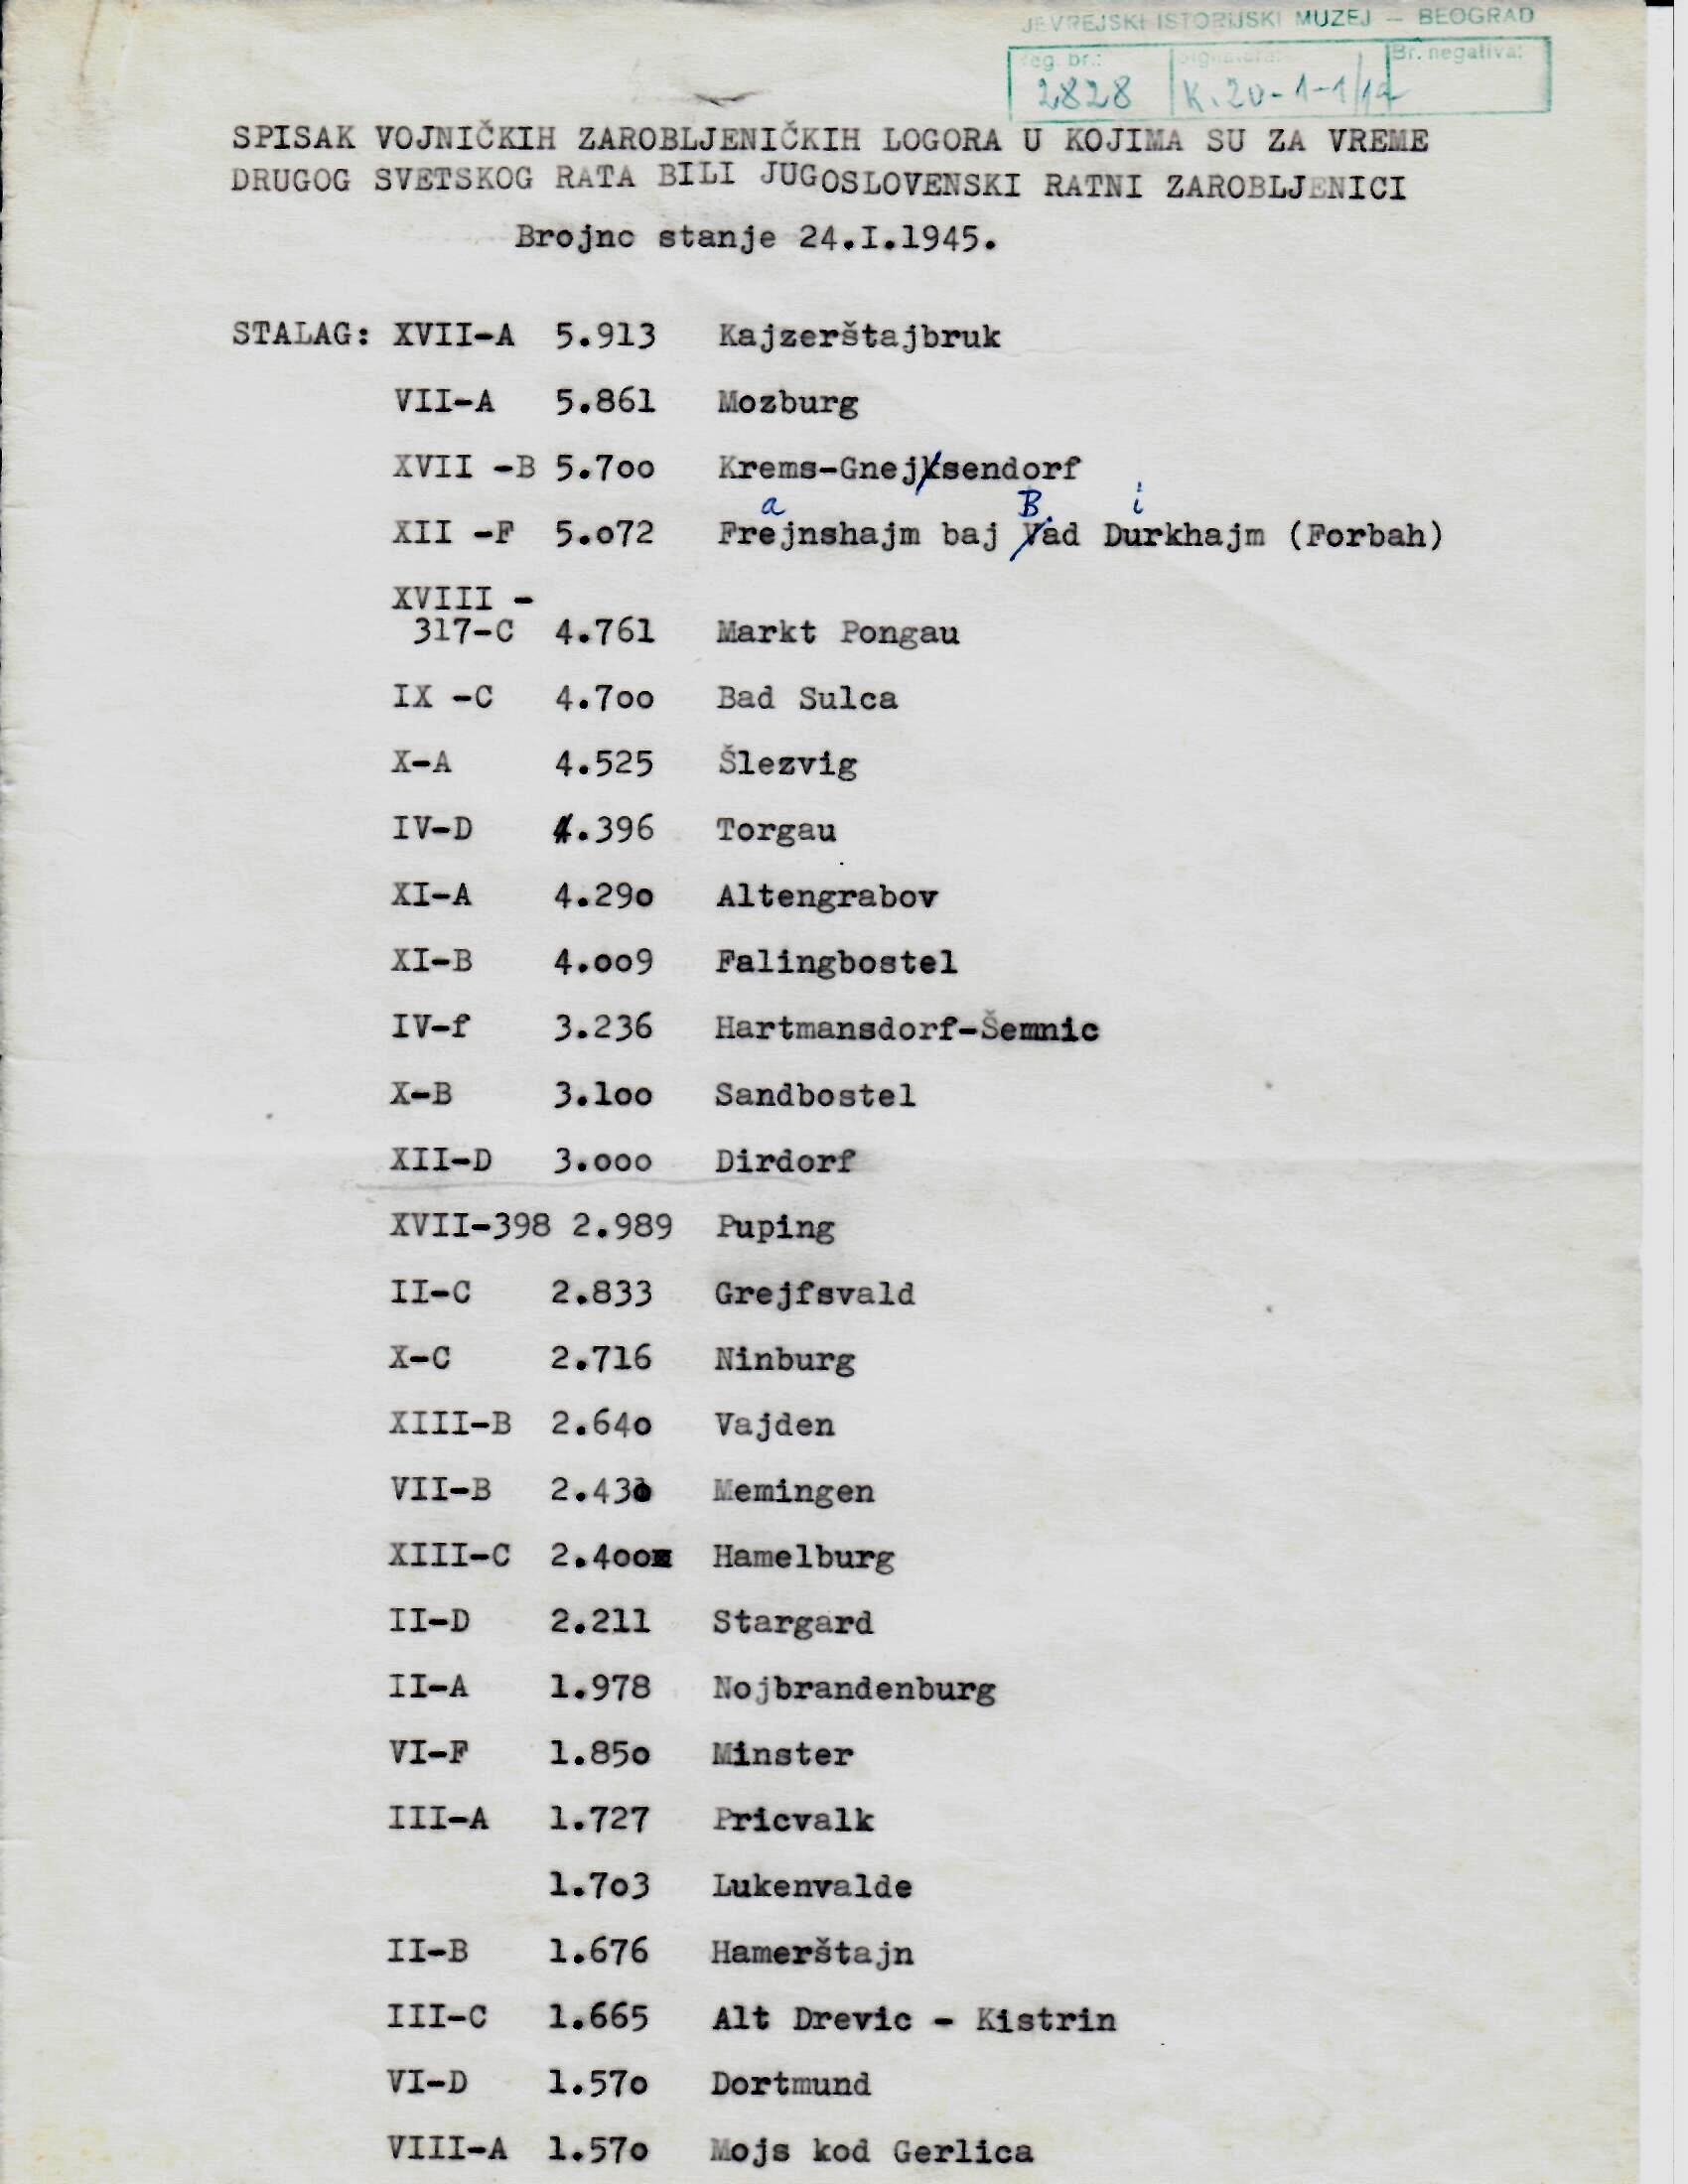 JEVREJSKI ISTORIJSKI MUZEJ — BEOGRAD
reg. br.: Signatura: Br. negativa:
2828 K. 20-1-1/
SPISAK VOJNIČKIH ZAROBLJENIČKIH LOGORA U KOJIMA SU ZA VREME
DRUGOG SVETSKOG RATA BILI JUGOSLOVENSKI RATNI ZAROBLJENICI
Brojno stanje 24.I.1945.
STALAG: XVII-A 5.913 Kajzerštajbruk
VII-A 5.861 Mozburg
XVII -B 5.7oo Krems-Gnejksendorf
a B. i
XII -F 5.o72 Frejnshajm baj Vad Durkhajm (Forbah)
XVIII -
317-C 4.761 Markt Pongau
IX -C 4.7oo Bad Sulca
X-A 4.525 Šlezvig
IV-D 4.396 Torgau
XI-A 4.29o Altengrabov
XI-B 4.oo9 Falingbostel
IV-f 3.236 Hartmansdorf-Šemnic
X-B 3.loo Sandbostel
XII-D 3.ooo Dirdorf
XVII-398 2.989 Puping
II-C 2.833 Grejfsvald
X-C 2.716 Ninburg
XIII-B 2.64o Vajden
VII-B 2.43o Memingen
XIII-C 2.4oo Hamelburg
II-D 2.211 Stargard
II-A 1.978 Nojbrandenburg
VI-F 1.85o Minster
III-A 1.727 Pricvalk
1.7o3 Lukenvalde
II-B 1.676 Hamerštajn
III-C 1.665 Alt Drevic - Kistrin
VI-D 1.57o Dortmund
VIII-A 1.57o Mojs kod Gerlica